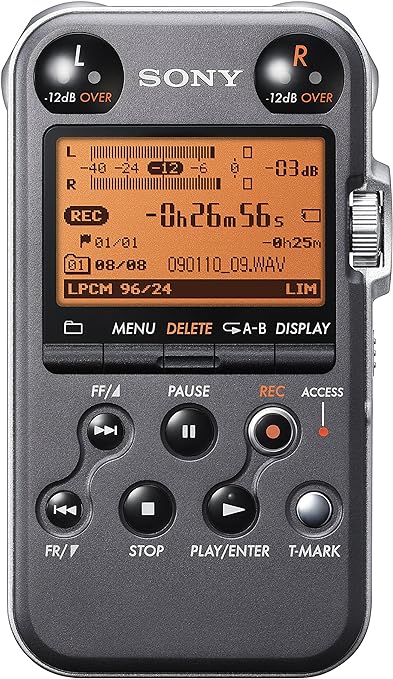 L R
SONY
-12dB OVER -12dB OVER
L
-40 -24 -12 -6 0 -03dB
R
REC -0h26m56s
01/01 -0h25m
01 08/08 090110_09.WAV
LPCM 96/24 LIM
MENU DELETE A-B DISPLAY
FF/ PAUSE REC ACCESS
FR/ STOP PLAY/ENTER T-MARK